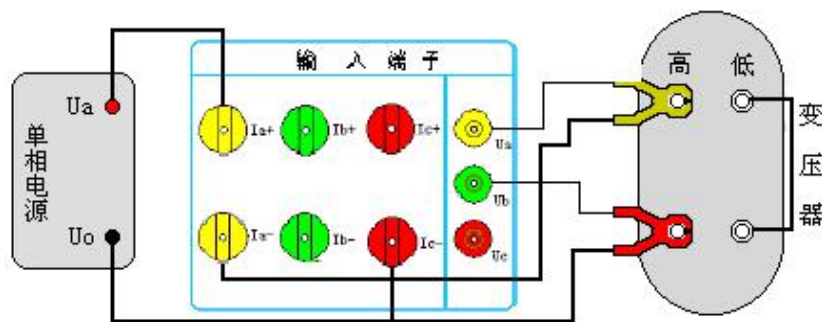 输入端子
高 低
Ua
Ia+ Ib+ Ic+
Ua
单相电源
变压器
Ub
Uo
Ia- Ib- Ic-
Uc